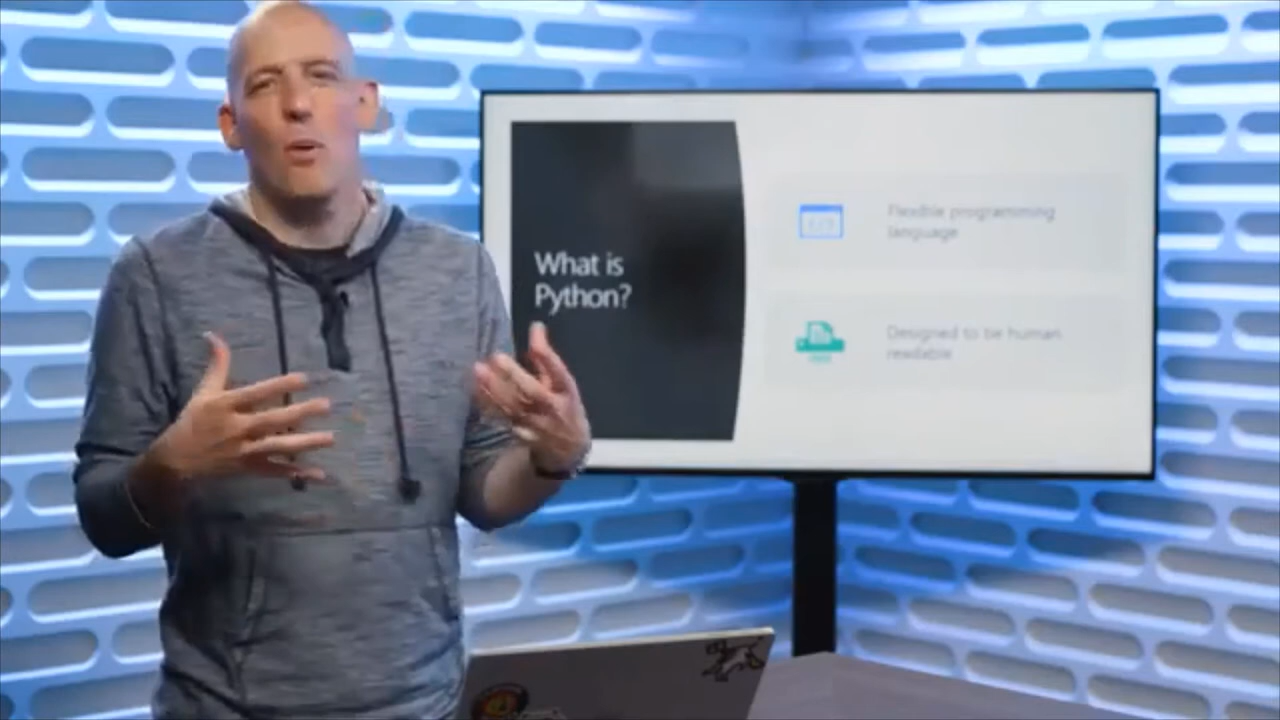 What is
Python?
Flexible programming
language
Designed to be human
readable